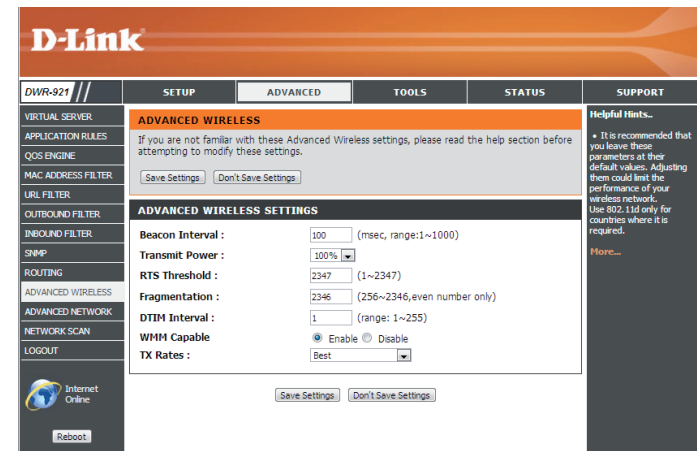 D-Link
DWR-921 // SETUP ADVANCED TOOLS STATUS SUPPORT
VIRTUAL SERVER
APPLICATION RULES
QOS ENGINE
MAC ADDRESS FILTER
URL FILTER
OUTBOUND FILTER
INBOUND FILTER
SNMP
ROUTING
ADVANCED WIRELESS
ADVANCED NETWORK
NETWORK SCAN
LOGOUT
Internet
Online
Reboot
ADVANCED WIRELESS
If you are not familar with these Advanced Wireless settings, please read the help section before
attempting to modify these settings.
Save Settings Don't Save Settings
ADVANCED WIRELESS SETTINGS
Beacon Interval : 100 (msec, range:1~1000)
Transmit Power : 100%
RTS Threshold : 2347 (1~2347)
Fragmentation : 2346 (256~2346,even number only)
DTIM Interval : 1 (range: 1~255)
WMM Capable Enable Disable
TX Rates : Best
Save Settings Don't Save Settings
Helpful Hints..
• It is recommended that
you leave these
parameters at their
default values. Adjusting
them could limit the
performance of your
wireless network.
Use 802.11d only for
countries where it is
required.
More...